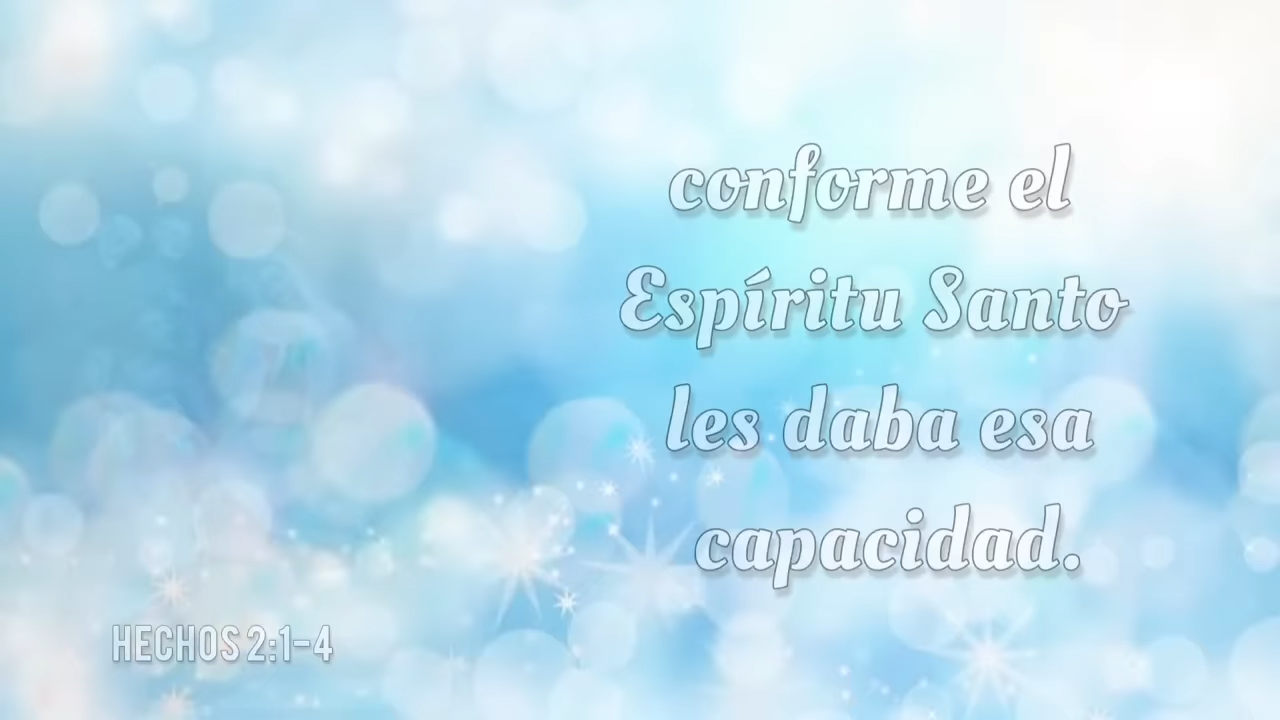 conforme el
Espíritu Santo
les daba esa
capacidad.
HECHOS 2:1-4